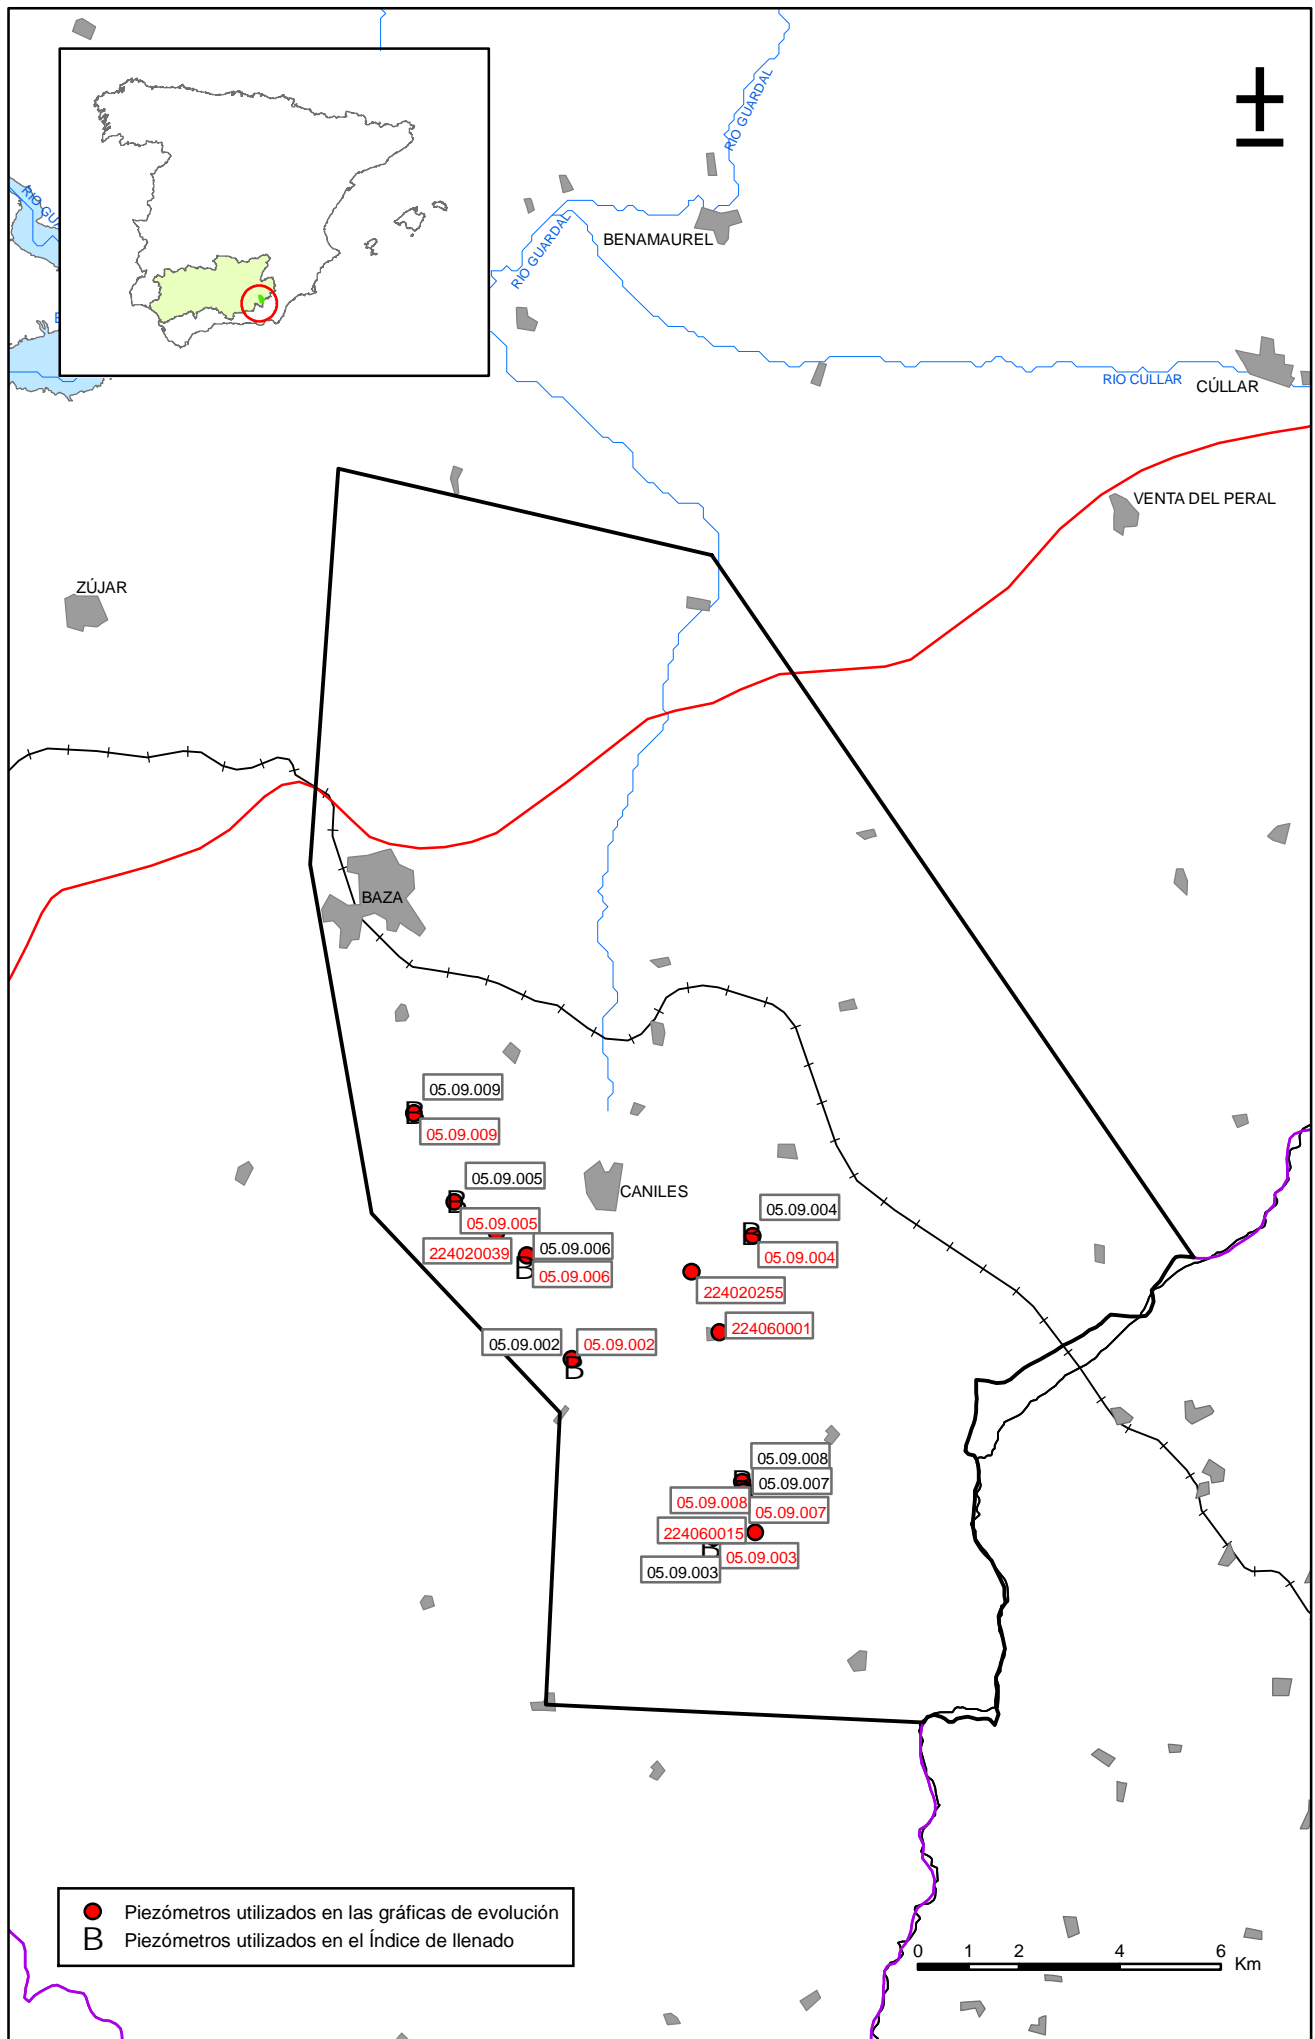 RIO GUARDAL
BENAMAUREL
RIO GUARDAL
RIO GUA
RIO CULLAR
CÚLLAR
VENTA DEL PERAL
ZÚJAR
BAZA
05.09.009
B
05.09.009
05.09.005
B
CANILES
05.09.005
05.09.004
B
224020039
05.09.006
05.09.004
B
05.09.006
224020255
224060001
05.09.002
05.09.002
B
05.09.008
B
05.09.007
05.09.008
05.09.007
224060015
B
05.09.003
05.09.003
Piezómetros utilizados en las gráficas de evolución
B Piezómetros utilizados en el Índice de llenado
0 1 2 4 6
Km